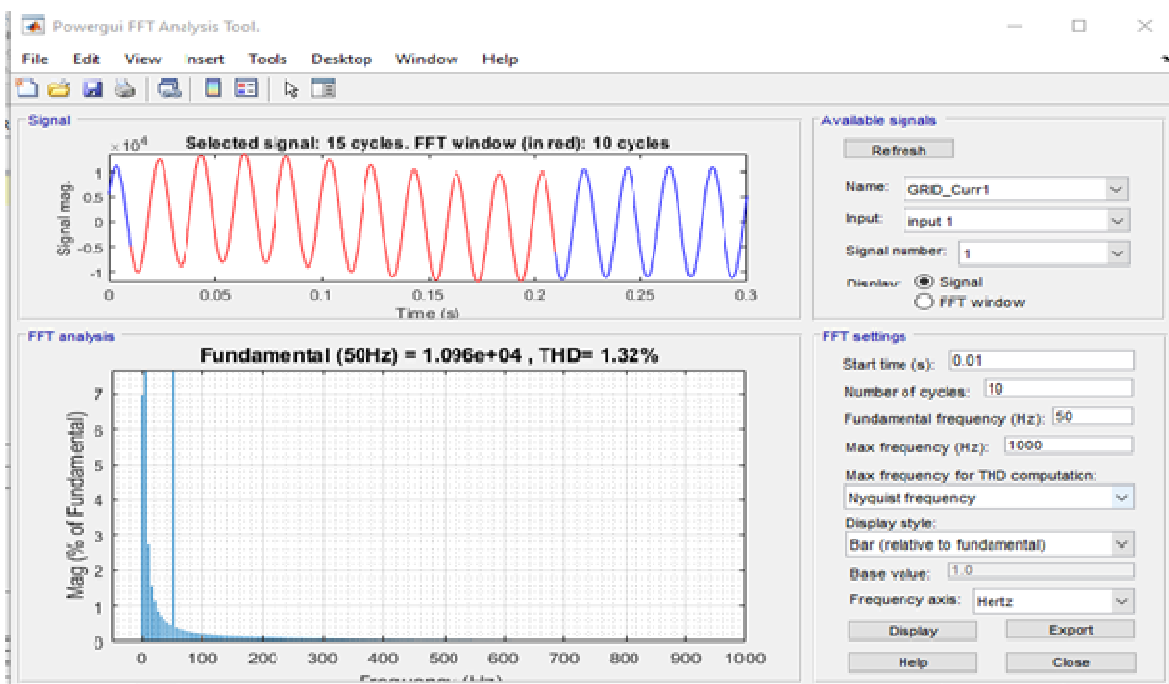 Powergui FFT Analysis Tool.
File Edit View Insert Tools Desktop Window Help
Signal
× 10^4
Selected signal: 15 cycles. FFT window (in red): 10 cycles
Signal mag.
1
0.5
0
-0.5
-1
0 0.05 0.1 0.15 0.2 0.25 0.3
Time (s)
FFT analysis
Fundamental (50Hz) = 1.096e+04 , THD= 1.32%
Mag (% of Fundamental)
7
6
5
4
3
2
1
0
0 100 200 300 400 500 600 700 800 900 1000
Frequency (Hz)
Available signals
Refresh
Name: GRID_Curr1
Input: input 1
Signal number: 1
Display: Signal
FFT window
FFT settings
Start time (s): 0.01
Number of cycles: 10
Fundamental frequency (Hz): 50
Max frequency (Hz): 1000
Max frequency for THD computation:
Nyquist frequency
Display style:
Bar (relative to fundamental)
Base value: 1.0
Frequency axis: Hertz
Display Export
Help Close